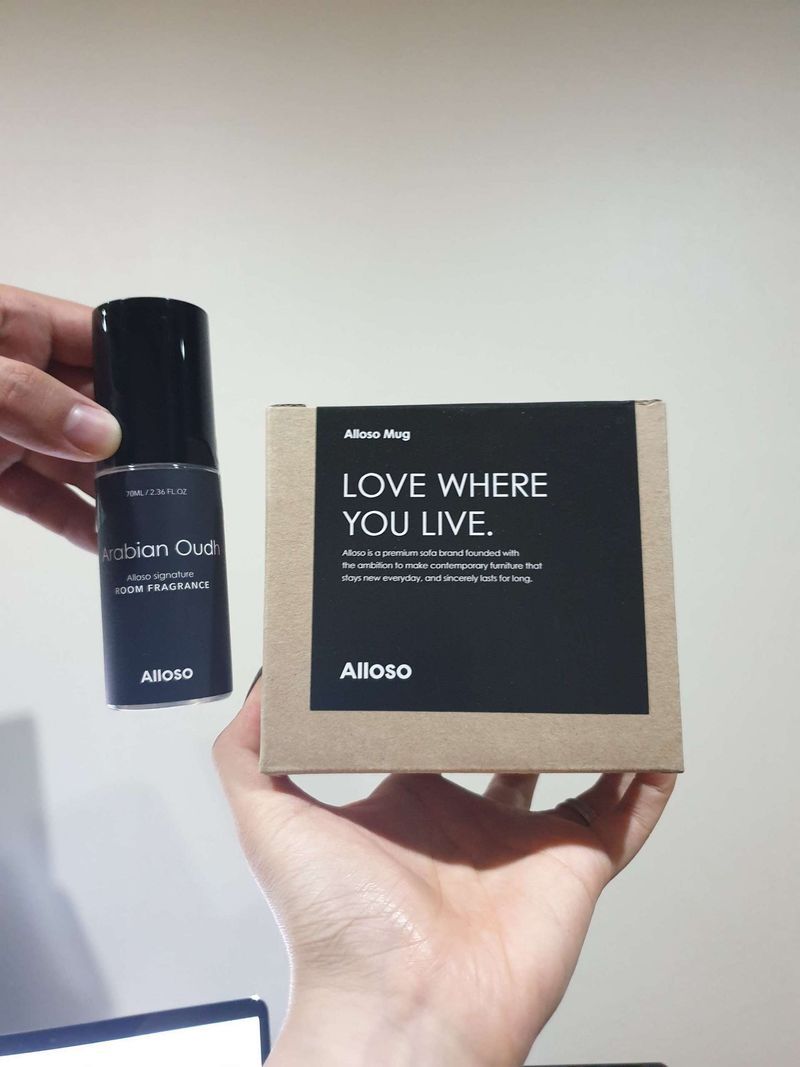 70ML / 2.36 FL.OZ
Arabian Oudh
Alloso signature
ROOM FRAGRANCE
Alloso
Alloso Mug
LOVE WHERE
YOU LIVE.
Alloso is a premium sofa brand founded with
the ambition to make contemporary furniture that
stays new everyday, and sincerely lasts for long.
Alloso